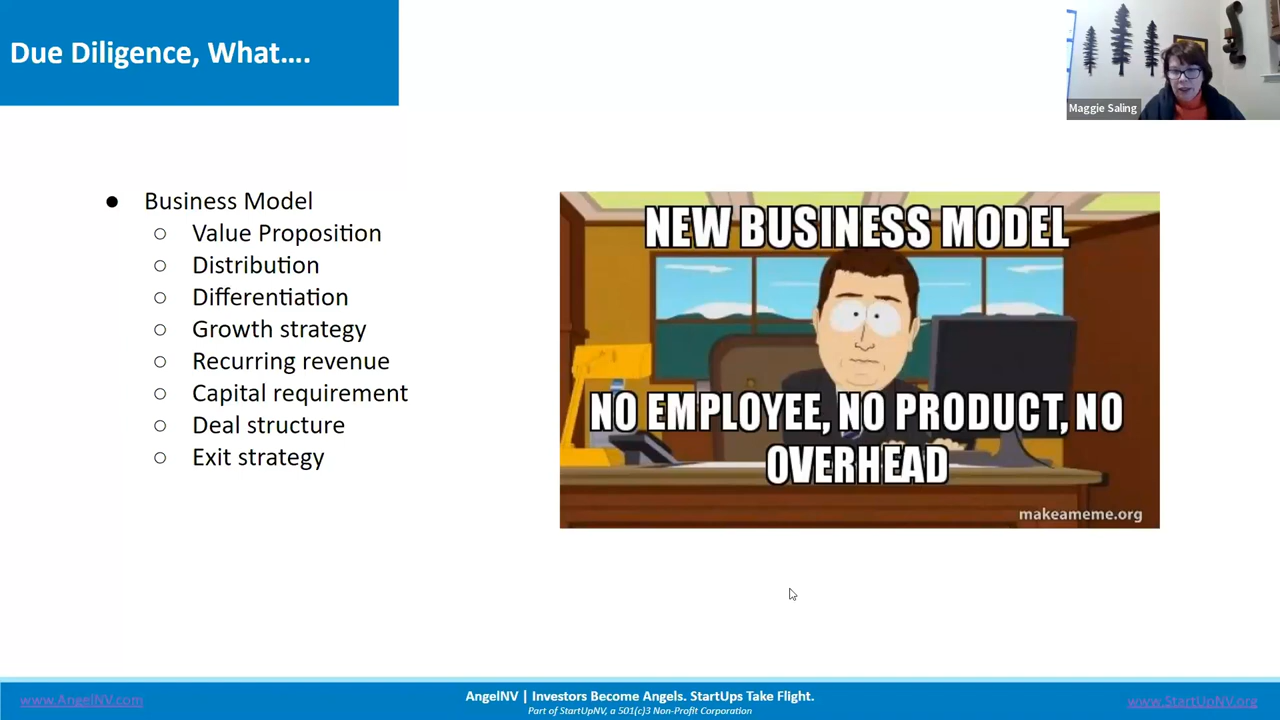 Due Diligence, What....
Maggie Saling
● Business Model
○ Value Proposition
○ Distribution
○ Differentiation
○ Growth strategy
○ Recurring revenue
○ Capital requirement
○ Deal structure
○ Exit strategy
NEW BUSINESS MODEL
NO EMPLOYEE, NO PRODUCT, NO
OVERHEAD
makeameme.org
www.AngelNV.com
AngelNV | Investors Become Angels. StartUps Take Flight.
Part of StartUpNV, a 501(c)3 Non-Profit Corporation
www.StartUpNV.org